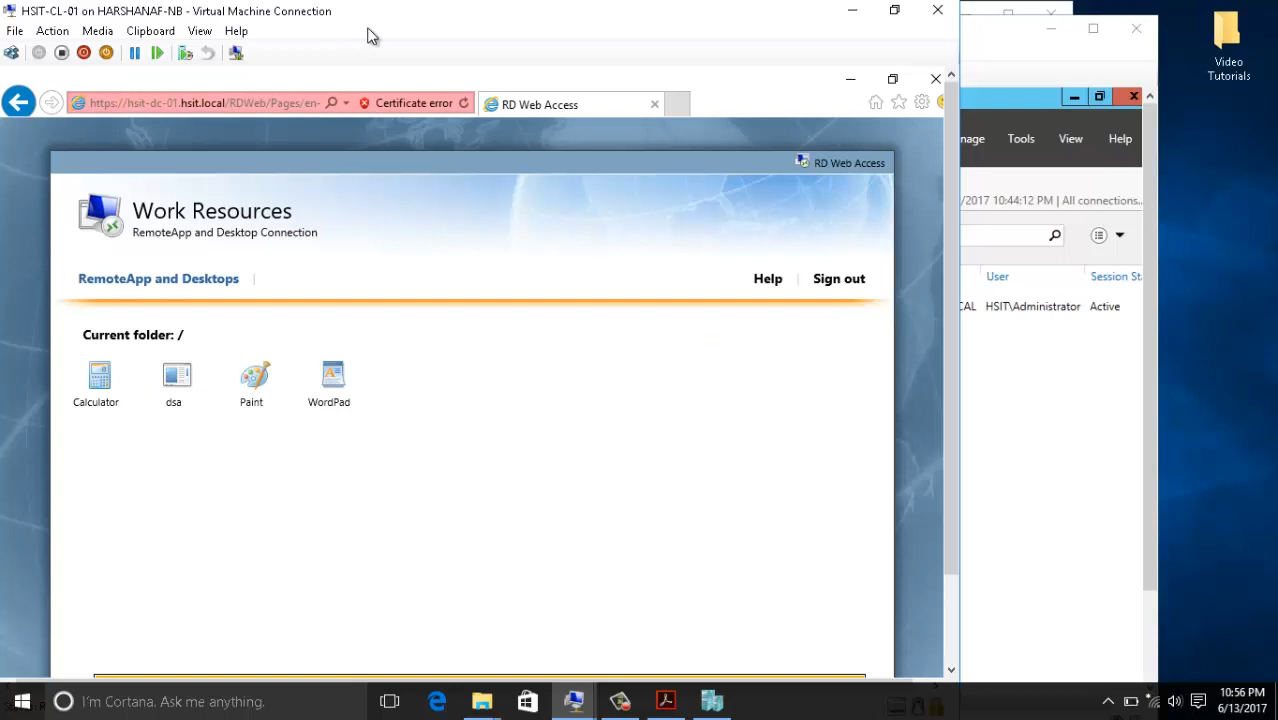 HSIT-CL-01 on HARSHANAF-NB - Virtual Machine Connection
File Action Media Clipboard View Help
https://hsit-dc-01.hsit.local/RDWeb/Pages/en- Certificate error RD Web Access
RD Web Access
Work Resources
RemoteApp and Desktop Connection
RemoteApp and Desktops Help Sign out
Current folder: /
Calculator dsa Paint WordPad
Video
Tutorials
nage Tools View Help
/2017 10:44:12 PM | All connections...
User Session Sta
CAL HSIT\Administrator Active
I'm Cortana. Ask me anything.
10:56 PM
6/13/2017